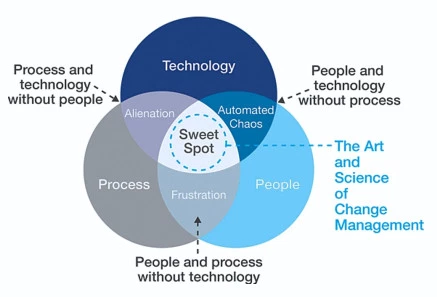 Technology
Process and
technology
without people
People and
technology
without process
Alienation
Automated
Chaos
Sweet
Spot
The Art
and
Science
of
Change
Management
Process
People
Frustration
People and process
without technology